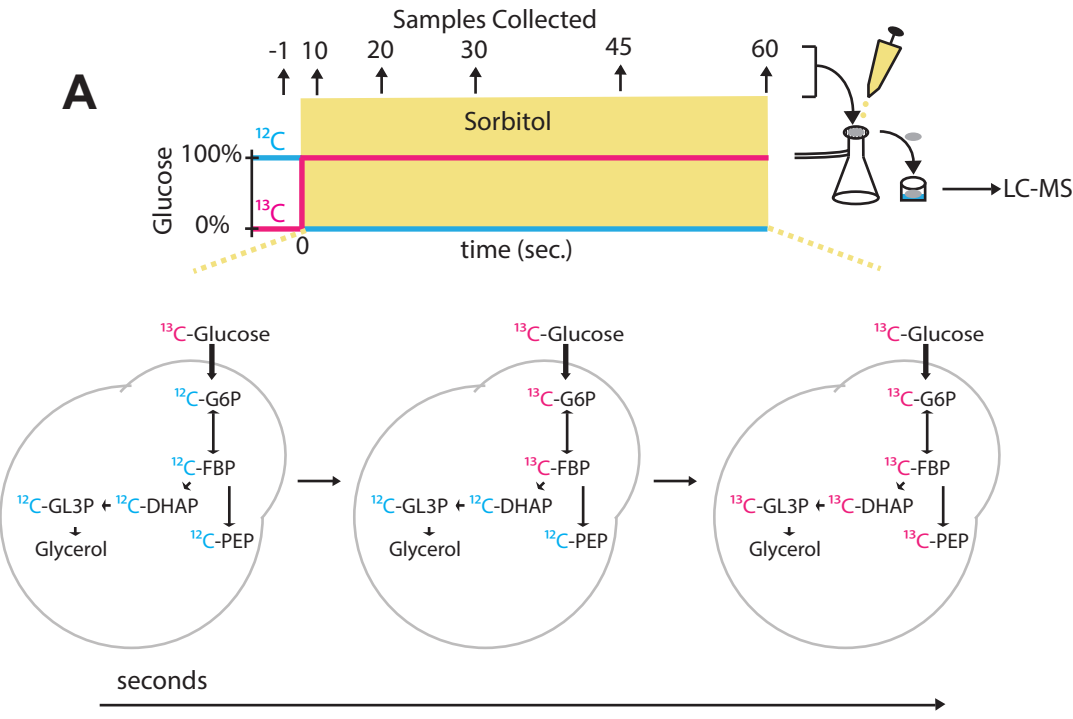 A
Samples Collected
-1 10 20 30 45 60
Sorbitol
Glucose
100%
0%
¹²C
¹³C
0
time (sec.)
LC-MS
¹³C-Glucose
¹²C-G6P
¹²C-FBP
¹²C-GL3P ¹²C-DHAP
Glycerol
¹²C-PEP
¹³C-Glucose
¹³C-G6P
¹³C-FBP
¹²C-GL3P ¹²C-DHAP
Glycerol
¹²C-PEP
¹³C-Glucose
¹³C-G6P
¹³C-FBP
¹³C-GL3P ¹³C-DHAP
Glycerol
¹³C-PEP
seconds